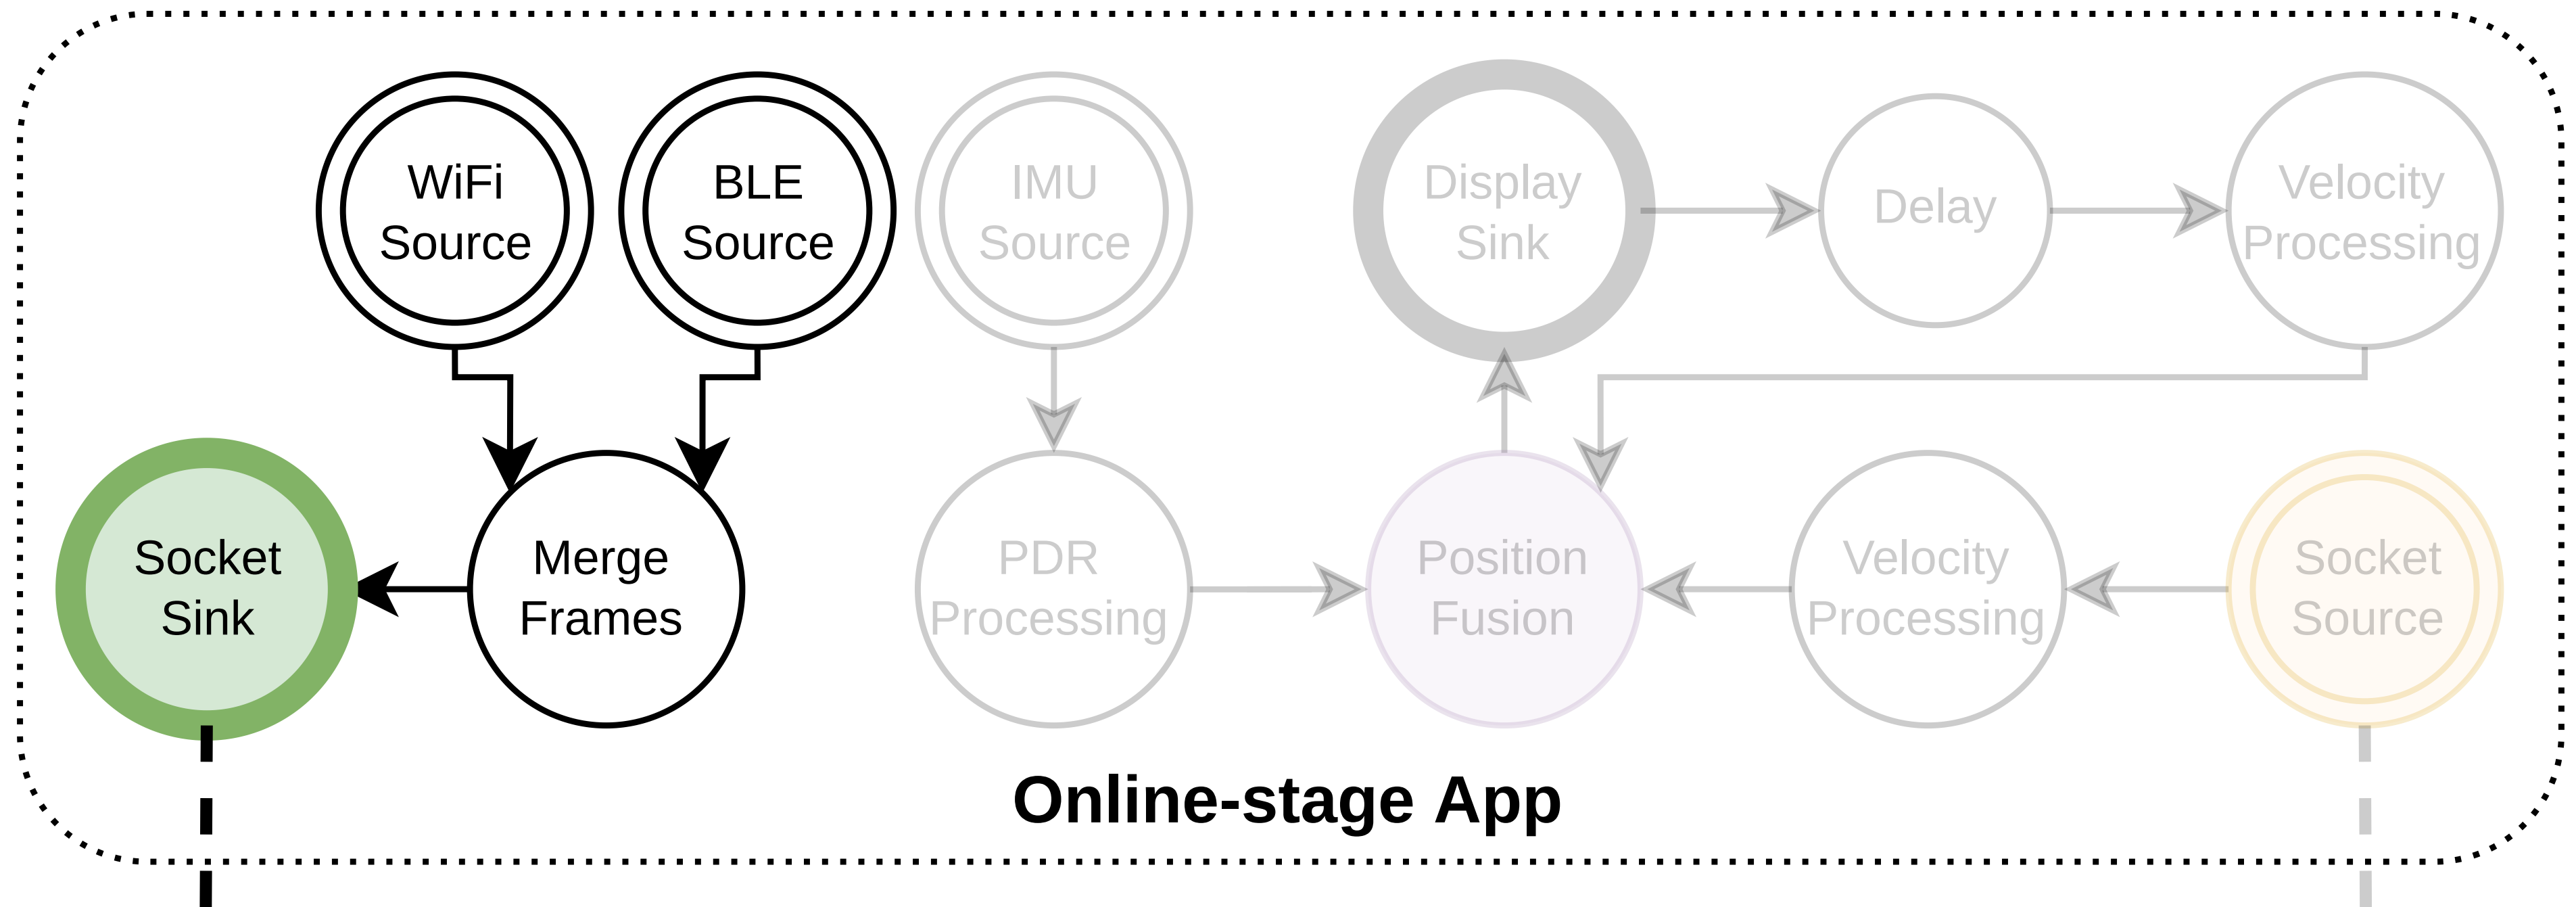 WiFi
Source
BLE
Source
IMU
Source
Display
Sink
Delay
Velocity
Processing
Socket
Sink
Merge
Frames
PDR
Processing
Position
Fusion
Velocity
Processing
Socket
Source
Online-stage App